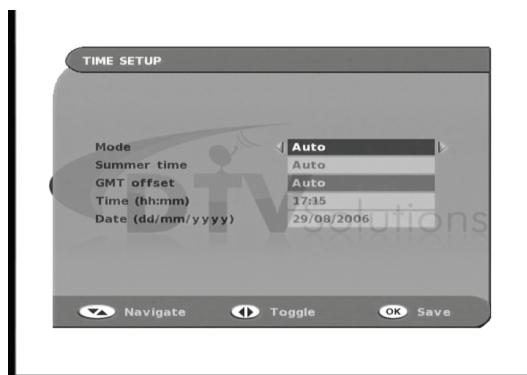 TIME SETUP
Mode Auto
Summer time Auto
GMT offset Auto
Time (hh:mm) 17:15
Date (dd/mm/yyyy) 29/08/2006
DTV Solutions
Navigate Toggle OK Save